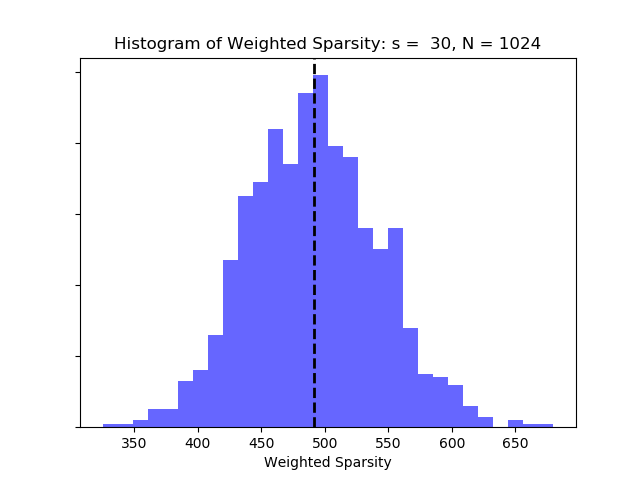 Histogram of Weighted Sparsity: s =  30, N = 1024
350 400 450 500 550 600 650
Weighted Sparsity